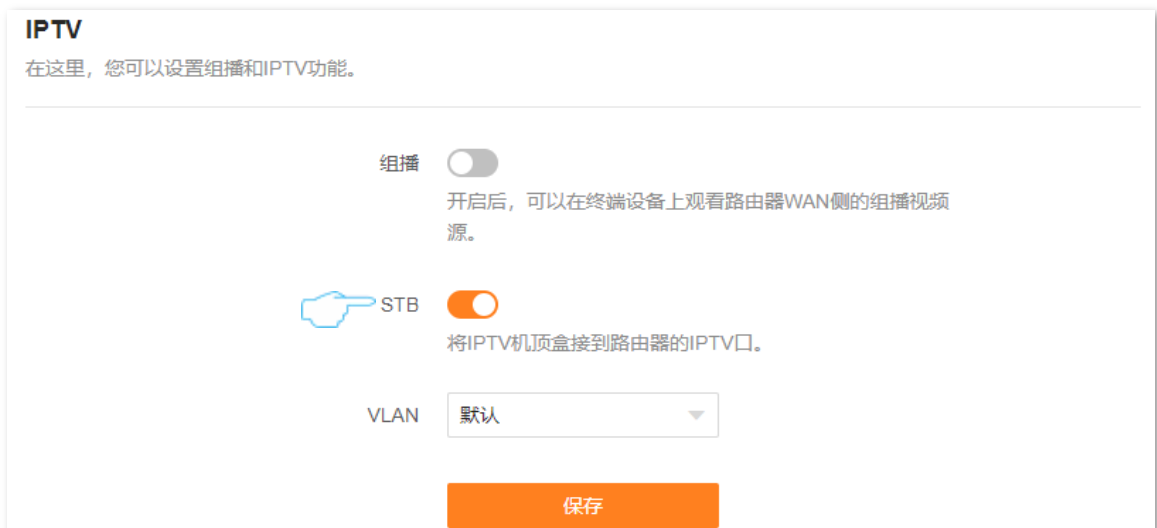 IPTV
在这里，您可以设置组播和IPTV功能。
组播
开启后，可以在终端设备上观看路由器WAN侧的组播视频
源。
STB
将IPTV机顶盒接到路由器的IPTV口。
VLAN 默认
保存